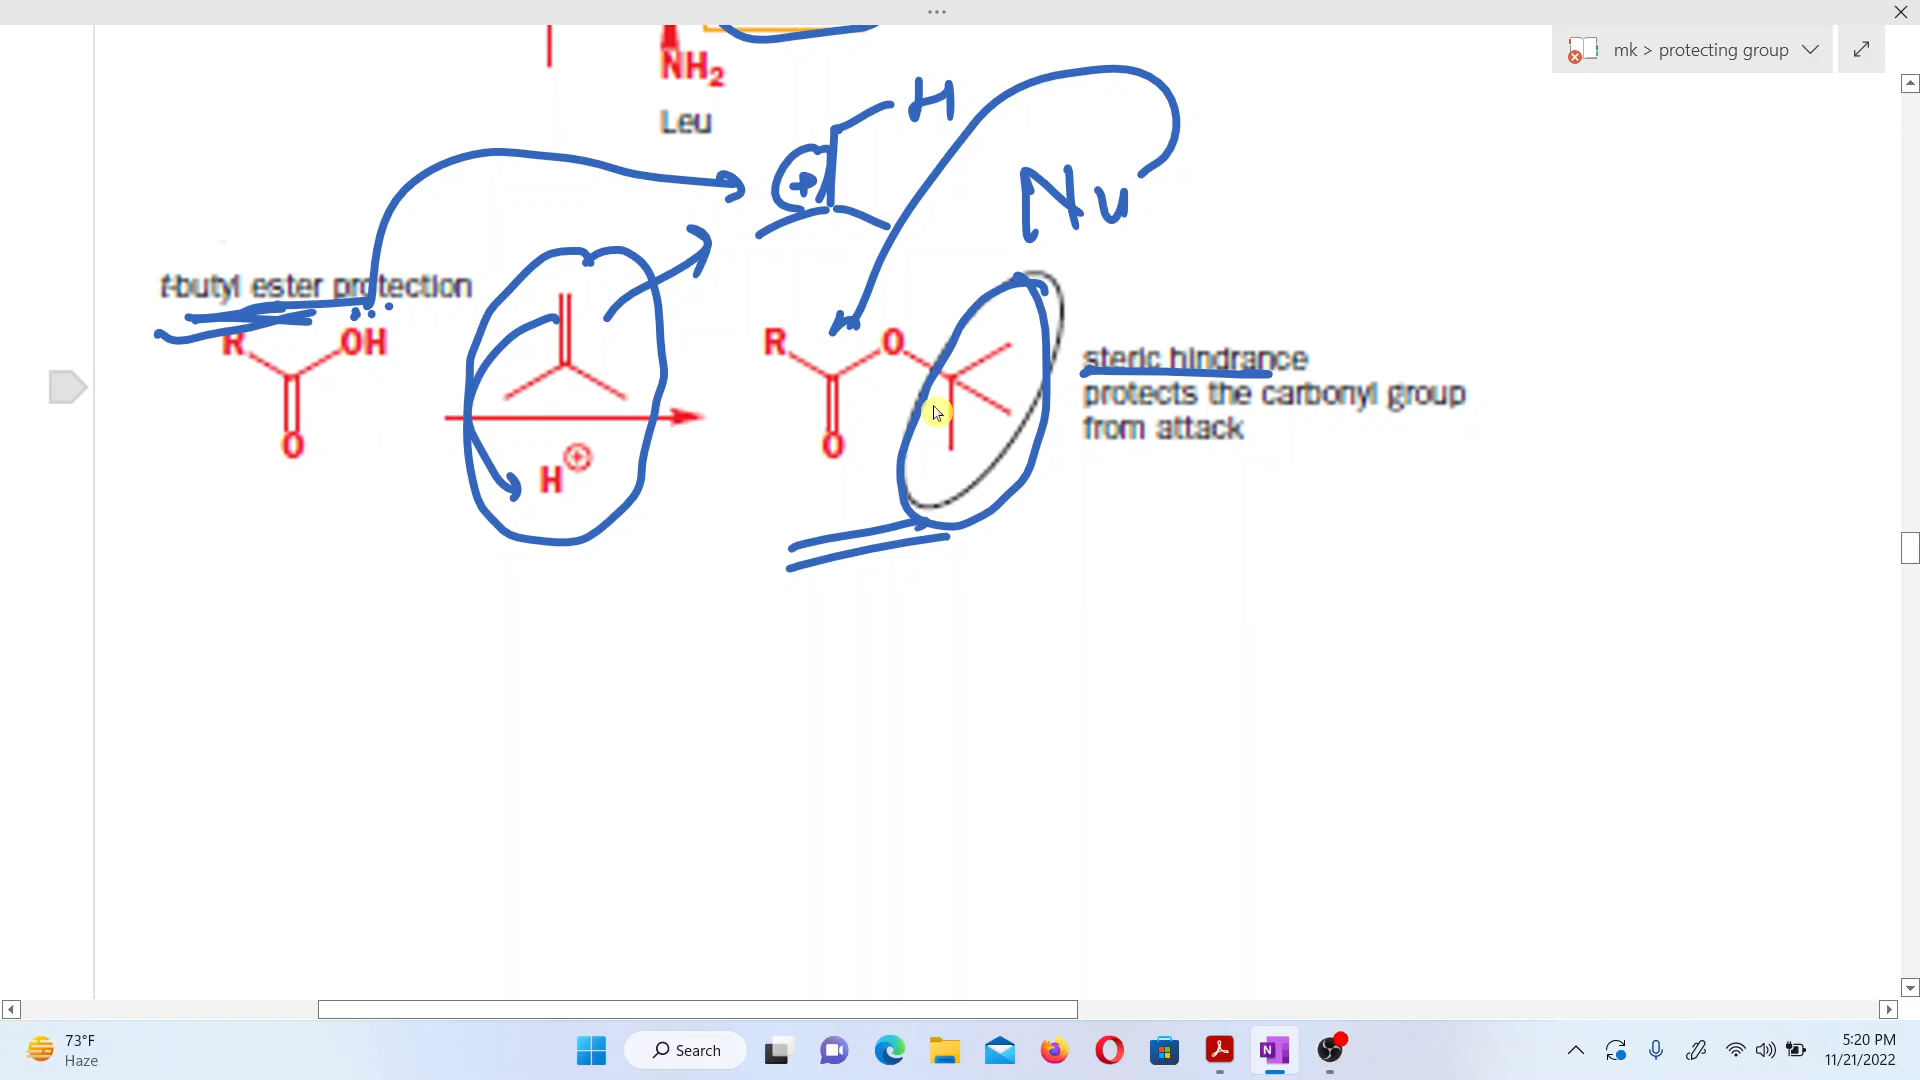 mk > protecting group
NH2
Leu
H
+
Nu
t-butyl ester protection
R
OH
O
H
+
R
O
O
steric hindrance
protects the carbonyl group
from attack
73°F
Haze
Search
5:20 PM
11/21/2022